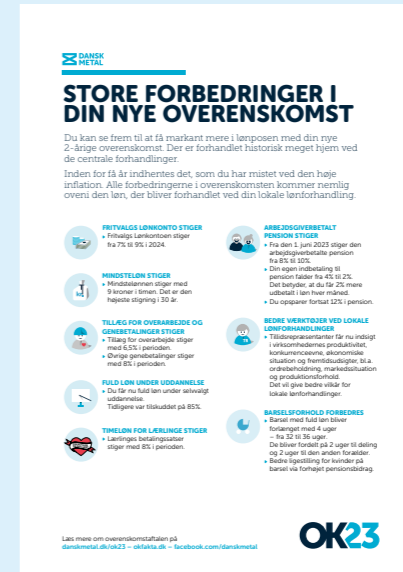 DANSK
METAL
STORE FORBEDRINGER I
DIN NYE OVERENSKOMST
Du kan se frem til at få markant mere i lønposen med din nye
2-årige overenskomst. Der er forhandlet historisk meget hjem ved
de centrale forhandlinger.
Inden for få år indhentes det, som du har mistet ved den høje
inflation. Alle forbedringerne i overenskomsten kommer nemlig
oveni den løn, der bliver forhandlet ved din lokale lønforhandling.
FRITVALGS LØNKONTO STIGER
• Fritvalgs Lønkontoen stiger
fra 7% til 9% i 2024.
MINDSTELØN STIGER
• Mindstelønnen stiger med
9 kroner i timen. Det er den
højeste stigning i 30 år.
TILLÆG FOR OVERARBEJDE OG
GENEBETALINGER STIGER
• Tillæg for overarbejde stiger
med 6,5% i perioden.
• Øvrige genebetalinger stiger
med 8% i perioden.
FULD LØN UNDER UDDANNELSE
• Du får nu fuld løn under selvvalgt
uddannelse.
Tidligere var tilskuddet på 85%.
TIMELØN FOR LÆRLINGE STIGER
• Lærlinges betalingssatser
stiger med 8% i perioden.
ARBEJDSGIVERBETALT
PENSION STIGER
• Fra den 1. juni 2023 stiger den
arbejdsgiverbetalte pension
fra 8% til 10%.
• Din egen indbetaling til
pension falder fra 4% til 2%.
Det betyder, at du får 2% mere
udbetalt i løn hver måned.
• Du opsparer fortsat 12% i pension.
BEDRE VÆRKTØJER VED LOKALE
LØNFORHANDLINGER
• Tillidsrepræsentanter får nu indsigt
i virksomhedernes produktivitet,
konkurrenceevne, økonomiske
situation og fremtidsudsigter, bl.a.
ordrebeholdning, markedssituation
og produktionsforhold.
Det vil give bedre vilkår for
lokale lønforhandlinger.
BARSELSFORHOLD FORBEDRES
• Barsel med fuld løn bliver
forlænget med 4 uger
– fra 32 til 36 uger.
De bliver fordelt på 2 uger til deling
og 2 uger til den anden forælder.
• Bedre ligestilling for kvinder på
barsel via forhøjet pensionsbidrag.
Læs mere om overenskomstaftalen på
danskmetal.dk/ok23 – okfakta.dk – facebook.com/danskmetal
OK23